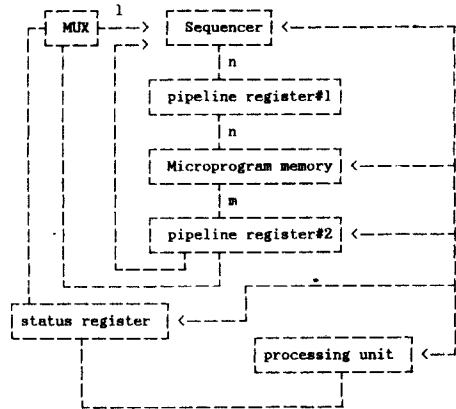 1
MUX
Sequencer
n
pipeline register#1
n
Microprogram memory
m
pipeline register#2
status register
processing unit